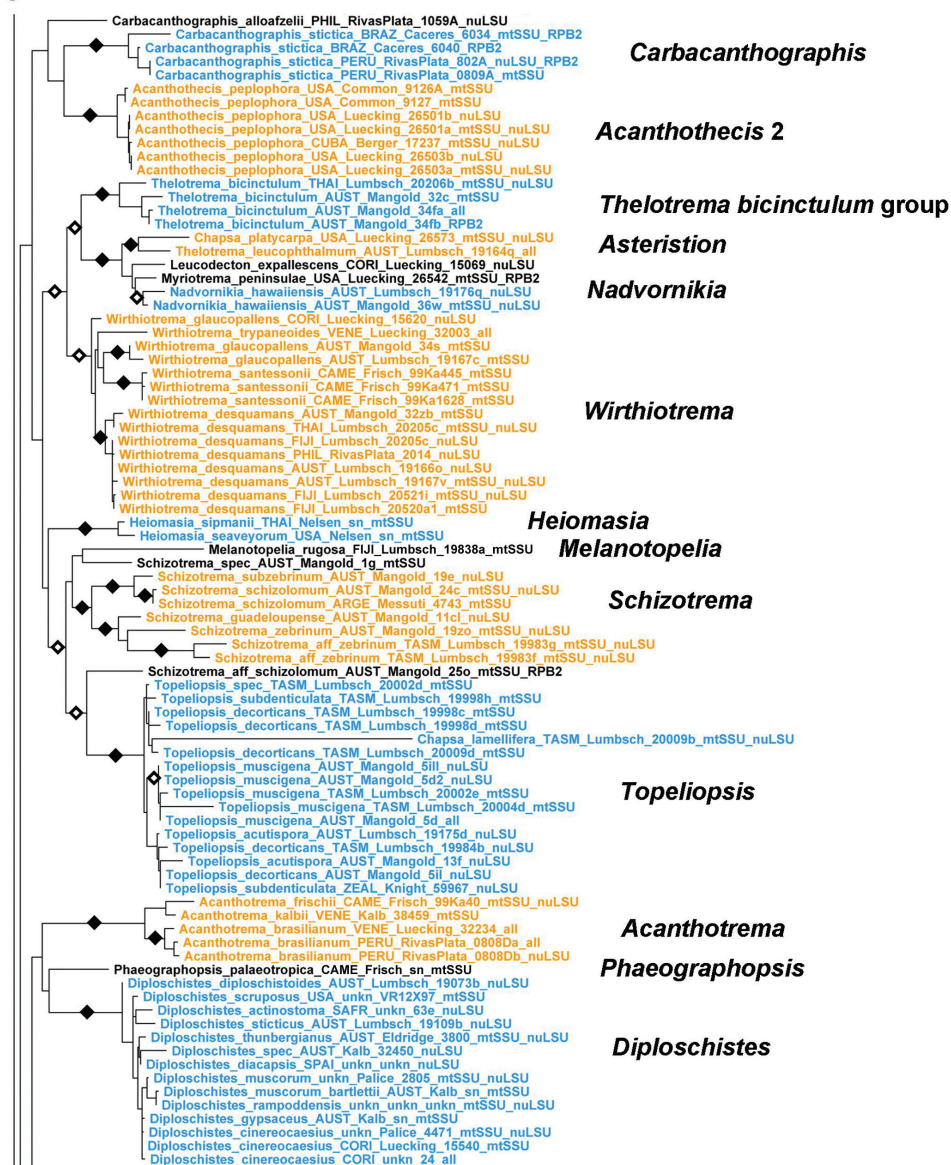 Carbacanthographis_alloafzelii_PHIL_RivasPlata_1059A_nuLSU
Carbacanthographis_stictica_BRAZ_Caceres_6034_mtSSU_RPB2
Carbacanthographis_stictica_BRAZ_Caceres_6040_RPB2
Carbacanthographis_stictica_PERU_RivasPlata_802A_nuLSU_RPB2
Carbacanthographis_stictica_PERU_RivasPlata_0809A_mtSSU
Carbacanthographis
Acanthothecis_peplophora_USA_Common_9126A_mtSSU
Acanthothecis_peplophora_USA_Common_9127_mtSSU
Acanthothecis_peplophora_USA_Luecking_26501b_nuLSU
Acanthothecis_peplophora_USA_Luecking_26501a_mtSSU_nuLSU
Acanthothecis_peplophora_CUBA_Berger_17237_mtSSU_nuLSU
Acanthothecis_peplophora_USA_Luecking_26503b_nuLSU
Acanthothecis_peplophora_USA_Luecking_26503a_mtSSU
Acanthothecis 2
Thelotrema_bicinctulum_THAI_Lumbsch_20206b_mtSSU_nuLSU
Thelotrema_bicinctulum_AUST_Mangold_32c_mtSSU
Thelotrema_bicinctulum_AUST_Mangold_34fa_all
Thelotrema_bicinctulum_AUST_Mangold_34fb_RPB2
Thelotrema bicinctulum group
Chapsa_platycarpa_USA_Luecking_26573_mtSSU_nuLSU
Thelotrema_leucophthalmum_AUST_Lumbsch_19164q_all
Asteristion
Leucodecton_expallescens_CORI_Luecking_15069_nuLSU
Myriotrema_peninsulae_USA_Luecking_26542_mtSSU_RPB2
Nadvornikia_hawaiiensis_AUST_Lumbsch_19176q_nuLSU
Nadvornikia_hawaiiensis_AUST_Mangold_36w_mtSSU_nuLSU
Nadvornikia
Wirthiotrema_glaucopallens_CORI_Luecking_15620_nuLSU
Wirthiotrema_trypaneoides_VENE_Luecking_32003_all
Wirthiotrema_glaucopallens_AUST_Mangold_34s_mtSSU
Wirthiotrema_glaucopallens_AUST_Lumbsch_19167c_mtSSU
Wirthiotrema_santessonii_CAME_Frisch_99Ka445_mtSSU
Wirthiotrema_santessonii_CAME_Frisch_99Ka471_mtSSU
Wirthiotrema_santessonii_CAME_Frisch_99Ka1628_mtSSU
Wirthiotrema_desquamans_AUST_Mangold_32zb_mtSSU
Wirthiotrema_desquamans_THAI_Lumbsch_20205c_mtSSU_nuLSU
Wirthiotrema_desquamans_FIJI_Lumbsch_20205c_nuLSU
Wirthiotrema_desquamans_PHIL_RivasPlata_2014_nuLSU
Wirthiotrema_desquamans_AUST_Lumbsch_19166o_nuLSU
Wirthiotrema_desquamans_AUST_Lumbsch_19167v_mtSSU_nuLSU
Wirthiotrema_desquamans_FIJI_Lumbsch_20521i_mtSSU_nuLSU
Wirthiotrema_desquamans_FIJI_Lumbsch_20520a1_mtSSU
Wirthiotrema
Heiomasia_sipmanii_THAI_Nelsen_sn_mtSSU
Heiomasia_seaveyorum_USA_Nelsen_sn_mtSSU
Heiomasia
Melanotopelia_rugosa_FIJI_Lumbsch_19838a_mtSSU
Melanotopelia
Schizotrema_spec_AUST_Mangold_1g_mtSSU
Schizotrema_subzebrinum_AUST_Mangold_19e_nuLSU
Schizotrema_schizolomum_AUST_Mangold_24c_mtSSU_nuLSU
Schizotrema_schizolomum_ARGE_Messuti_4743_mtSSU
Schizotrema_guadeloupense_AUST_Mangold_11cl_nuLSU
Schizotrema_zebrinum_AUST_Mangold_19zo_mtSSU_nuLSU
Schizotrema_aff_zebrinum_TASM_Lumbsch_19983g_mtSSU_nuLSU
Schizotrema_aff_zebrinum_TASM_Lumbsch_19983f_mtSSU_nuLSU
Schizotrema
Schizotrema_aff_schizolomum_AUST_Mangold_25o_mtSSU_RPB2
Topeliopsis_spec_TASM_Lumbsch_20002d_mtSSU
Topeliopsis_subdenticulata_TASM_Lumbsch_19998h_mtSSU
Topeliopsis_decorticans_TASM_Lumbsch_19998c_mtSSU
Topeliopsis_decorticans_TASM_Lumbsch_19998d_mtSSU
Chapsa_lamellifera_TASM_Lumbsch_20009b_mtSSU_nuLSU
Topeliopsis_decorticans_TASM_Lumbsch_20009d_mtSSU
Topeliopsis_muscigena_AUST_Mangold_5ill_nuLSU
Topeliopsis_muscigena_AUST_Mangold_5d2_nuLSU
Topeliopsis_muscigena_TASM_Lumbsch_20002e_mtSSU
Topeliopsis_muscigena_TASM_Lumbsch_20004d_mtSSU
Topeliopsis_muscigena_AUST_Mangold_5d_all
Topeliopsis_acutispora_AUST_Lumbsch_19175d_nuLSU
Topeliopsis_decorticans_TASM_Lumbsch_19984b_nuLSU
Topeliopsis_acutispora_AUST_Mangold_13f_nuLSU
Topeliopsis_decorticans_AUST_Mangold_5il_nuLSU
Topeliopsis_subdenticulata_ZEAL_Knight_59967_nuLSU
Topeliopsis
Acanthotrema_frischii_CAME_Frisch_99Ka40_mtSSU_nuLSU
Acanthotrema_kalbii_VENE_Kalb_38459_mtSSU
Acanthotrema_brasilianum_VENE_Luecking_32234_all
Acanthotrema_brasilianum_PERU_RivasPlata_0808Da_all
Acanthotrema_brasilianum_PERU_RivasPlata_0808Db_nuLSU
Acanthotrema
Phaeographopsis_palaeotropica_CAME_Frisch_sn_mtSSU
Phaeographopsis
Diploschistes_diploschistoides_AUST_Lumbsch_19073b_nuLSU
Diploschistes_scruposus_USA_unkn_VR12X97_mtSSU
Diploschistes_actinostoma_SAFR_unkn_63e_nuLSU
Diploschistes_sticticus_AUST_Lumbsch_19109b_nuLSU
Diploschistes_thunbergianus_AUST_Eldridge_3800_mtSSU_nuLSU
Diploschistes_spec_AUST_Kalb_32450_nuLSU
Diploschistes_diacapsis_SPAI_unkn_unkn_nuLSU
Diploschistes_muscorum_unkn_Palice_2805_mtSSU_nuLSU
Diploschistes_muscorum_bartlettii_AUST_Kalb_sn_mtSSU
Diploschistes_rampoddensis_unkn_unkn_unkn_mtSSU_nuLSU
Diploschistes_gypsaceus_AUST_Kalb_sn_mtSSU
Diploschistes_cinereocaesius_unkn_Palice_4471_mtSSU_nuLSU
Diploschistes_cinereocaesius_CORI_Luecking_15540_mtSSU
Diploschistes_cinereocaesius_CORI_unkn_24_all
Diploschistes